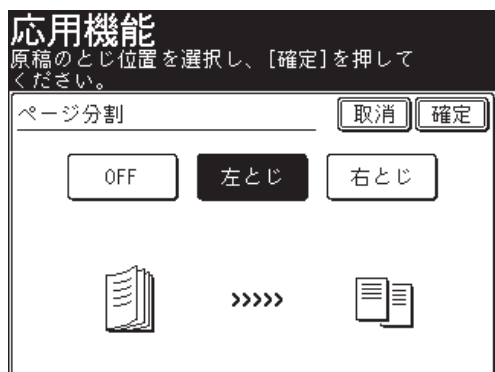 応用機能
原稿のとじ位置を選択し、[確定]を押して
ください。
ページ分割 取消 確定
OFF 左とじ 右とじ
>>>>>